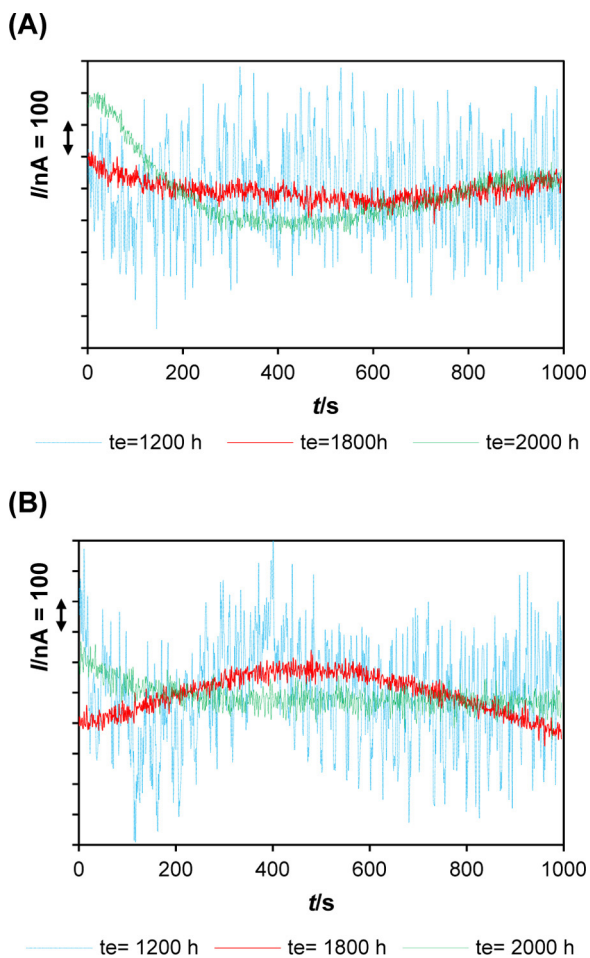 (A)
I/nA = 100
0 200 400 600 800 1000
t/s
te=1200 h te=1800h te=2000 h
(B)
I/nA = 100
0 200 400 600 800 1000
t/s
te= 1200 h te= 1800 h te= 2000 h